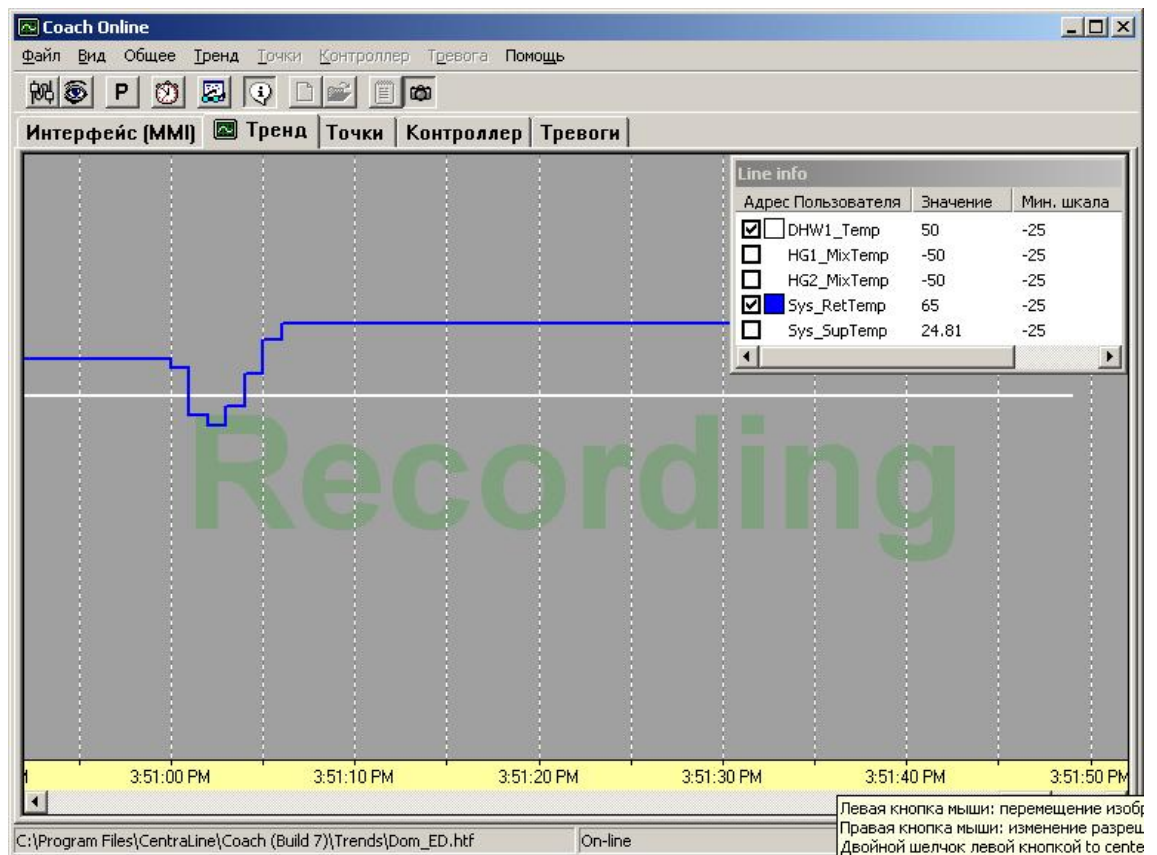 Coach Online
Файл Вид Общее Тренд Точки Контроллер Тревога Помощь
P
Интерфейс (MMI) Тренд Точки Контроллер Тревоги
Line info
Адрес Пользователя Значение Мин. шкала
DHW1_Temp 50 -25
HG1_MixTemp -50 -25
HG2_MixTemp -50 -25
Sys_RetTemp 65 -25
Sys_SupTemp 24.81 -25
Recording
3:51:00 PM 3:51:10 PM 3:51:20 PM 3:51:30 PM 3:51:40 PM 3:51:50 PM
Левая кнопка мыши: перемещение изобр
Правая кнопка мыши: изменение разреш
Двойной шелчок левой кнопкой to cente
C:\Program Files\CentraLine\Coach (Build 7)\Trends\Dom_ED.htf On-line